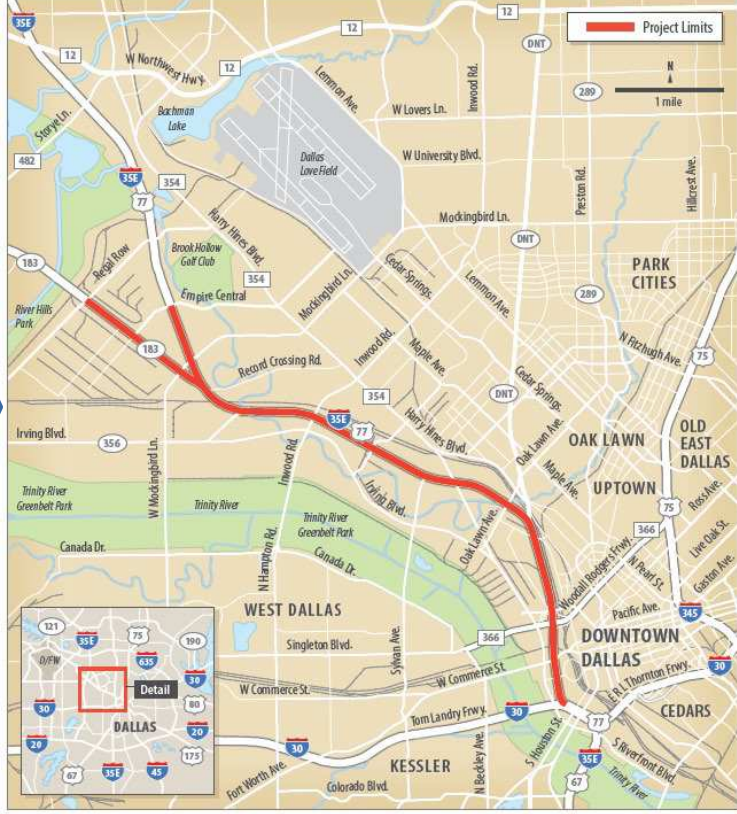 35E
12
12
12
W Northwest Hwy.
12
Project Limits
N
1 mile
DNT
289
Lemmon Ave.
Inwood Rd.
W Lovers Ln.
Bachman
Lake
Storye Ln.
482
Dallas
Love Field
W University Blvd.
Preston Rd.
Hillcrest Ave.
35E
77
354
Mockingbird Ln.
DNT
Harry Hines Blvd.
183
Regal Row
Brook Hollow
Golf Club
354
Cedar Springs
Lemmon Ave.
PARK
CITIES
289
River Hills
Park
Empire Central
Mockingbird Ln.
183
Inwood Rd.
Maple Ave.
N Fitzhugh Ave.
75
Record Crossing Rd.
354
Cedar Springs
DNT
35E
77
Harry Hines Blvd.
Oak Lawn Ave.
OAK LAWN
OLD
EAST
DALLAS
Irving Blvd.
356
W Mockingbird Ln.
Inwood Rd.
Maple Ave.
UPTOWN
Trinity River
Greenbelt Park
Trinity River
Irving Blvd.
Trinity River
Greenbelt Park
Oak Lawn Ave.
75
Ross Ave.
366
Live Oak St.
Canada Dr.
N Hampton Rd.
Canada Dr.
Woodall Rodgers Frwy.
N Pearl St.
Gaston Ave.
WEST DALLAS
Pacific Ave.
345
366
Singleton Blvd.
Sylvan Ave.
DOWNTOWN
DALLAS
121
35E
75
190
D/FW
635
30
Detail
80
30
DALLAS
20
20
175
67
35E
45
W Commerce St.
W Commerce St.
E R.L. Thornton Frwy.
30
Tom Landry Frwy.
30
CEDARS
77
30
S Houston St.
35E
S Riverfront Blvd.
KESSLER
N Beckley Ave.
67
Trinity River
Fort Worth Ave.
Colorado Blvd.